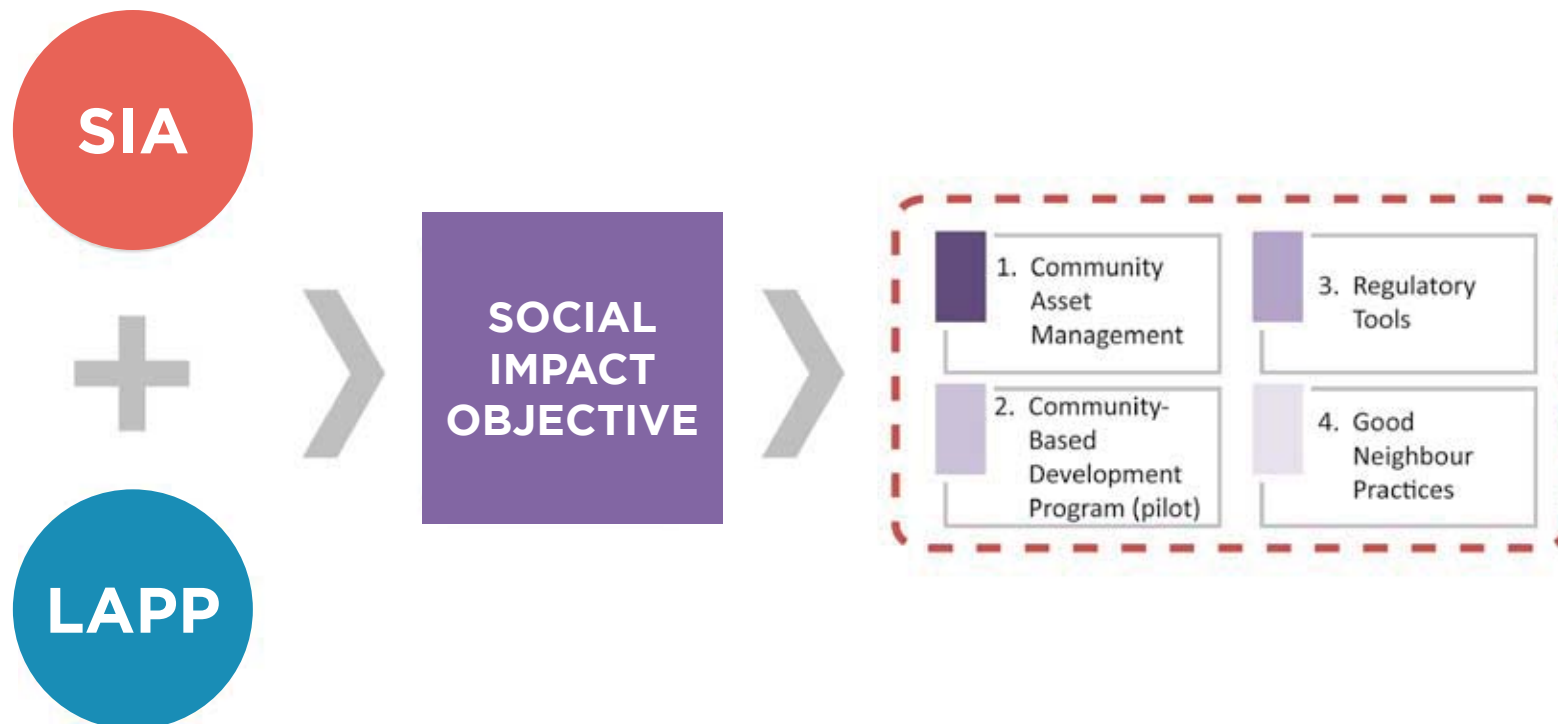 SIA
LAPP
SOCIAL
IMPACT
OBJECTIVE
1. Community
Asset
Management
2. Community-
Based
Development
Program (pilot)
3. Regulatory
Tools
4. Good
Neighbour
Practices